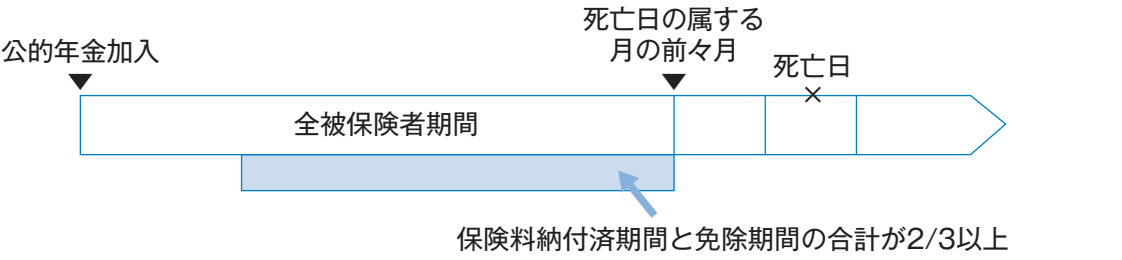 死亡日の属する
月の前々月
公的年金加入
死亡日
×
全被保険者期間
保険料納付済期間と免除期間の合計が2/3以上